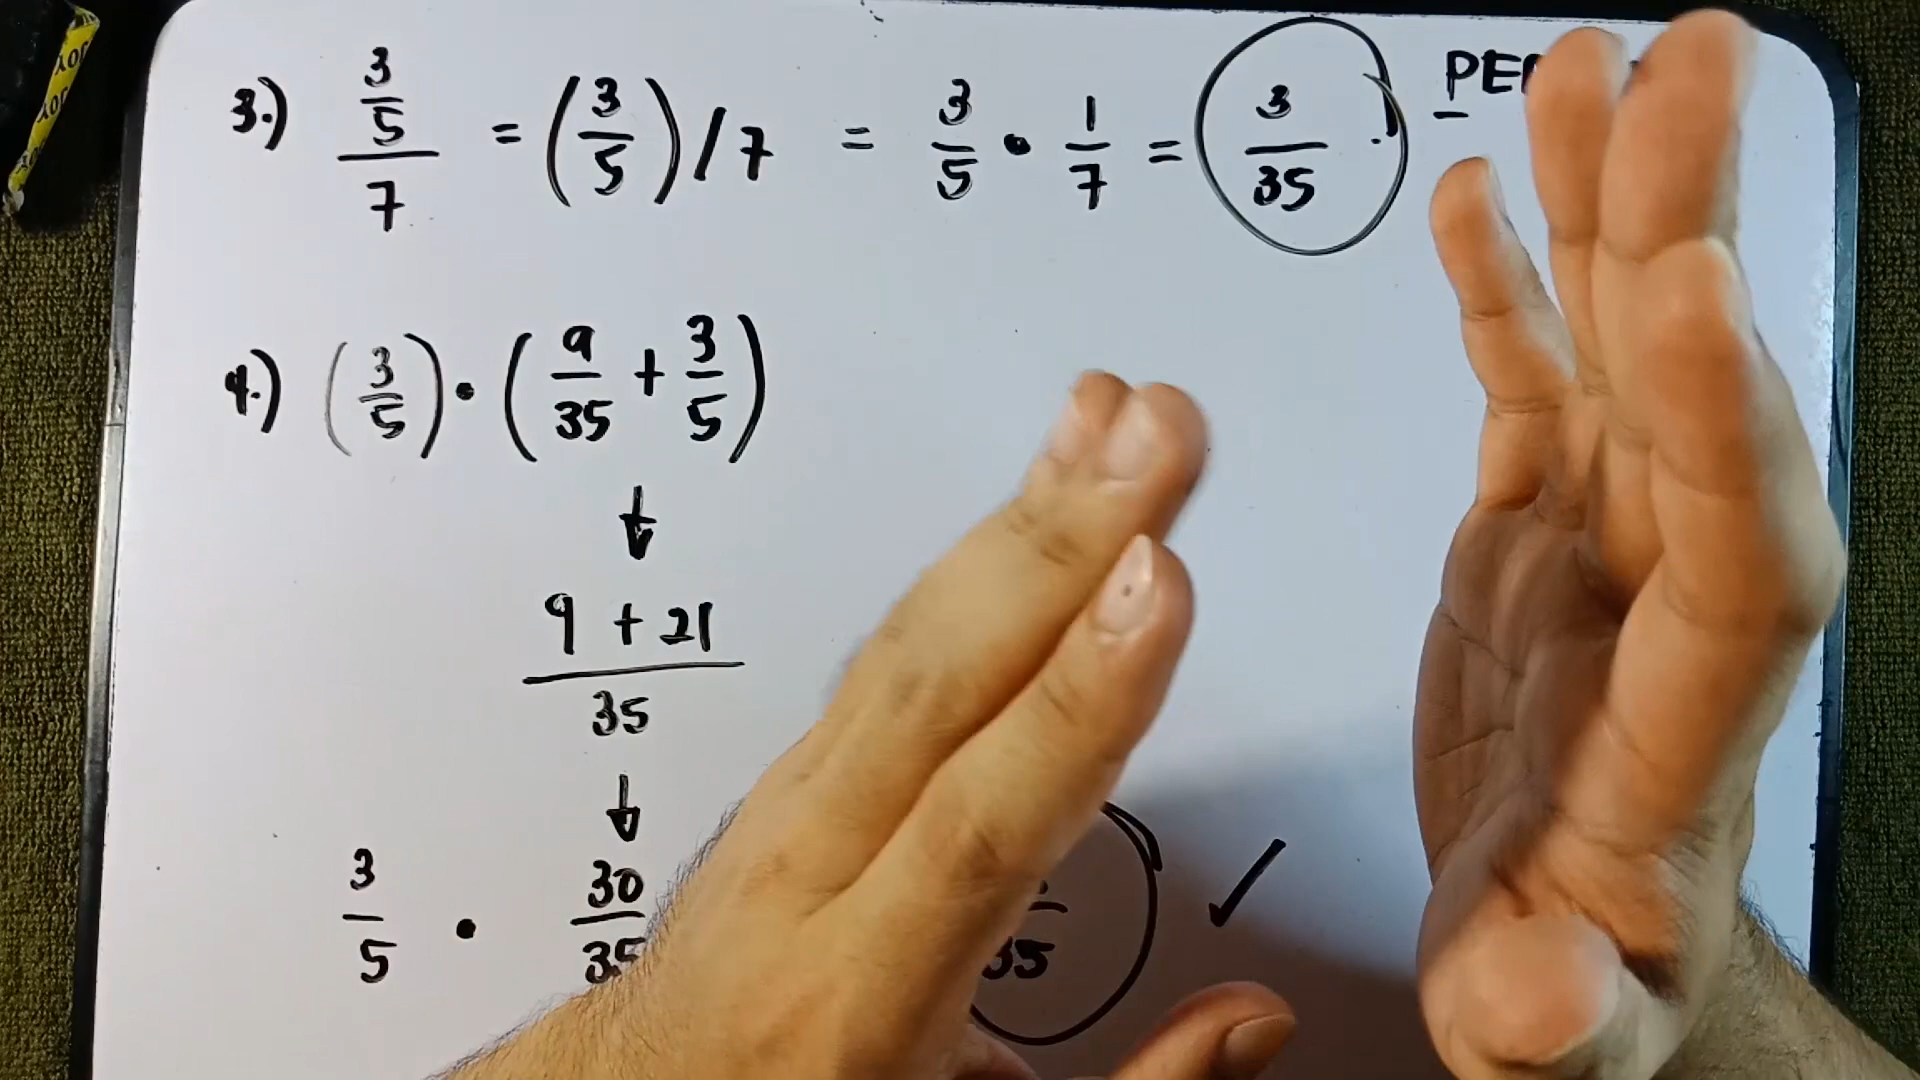 3.) 3/5 / 7 = (3/5) / 7 = 3/5 • 1/7 = 3/35
4.) (3/5) • (9/35 + 3/5)
↓
9 + 21 / 35
↓
3/5 • 30/35 35 ✓